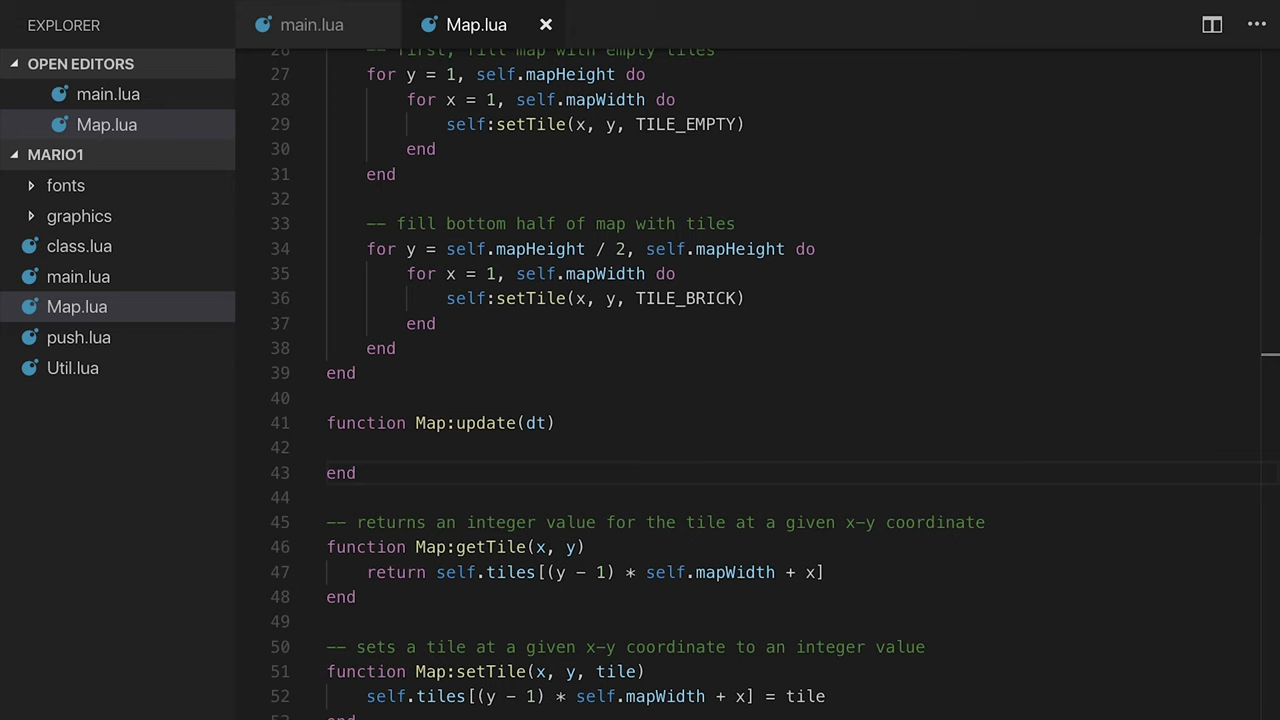 EXPLORER
OPEN EDITORS
main.lua
Map.lua
MARIO1
fonts
graphics
class.lua
main.lua
Map.lua
push.lua
Util.lua
main.lua
Map.lua
26 -- first, fill map with empty tiles
27 for y = 1, self.mapHeight do
28 for x = 1, self.mapWidth do
29 self:setTile(x, y, TILE_EMPTY)
30 end
31 end
32
33 -- fill bottom half of map with tiles
34 for y = self.mapHeight / 2, self.mapHeight do
35 for x = 1, self.mapWidth do
36 self:setTile(x, y, TILE_BRICK)
37 end
38 end
39 end
40
41 function Map:update(dt)
42
43 end
44
45 -- returns an integer value for the tile at a given x-y coordinate
46 function Map:getTile(x, y)
47 return self.tiles[(y - 1) * self.mapWidth + x]
48 end
49
50 -- sets a tile at a given x-y coordinate to an integer value
51 function Map:setTile(x, y, tile)
52 self.tiles[(y - 1) * self.mapWidth + x] = tile
53 end